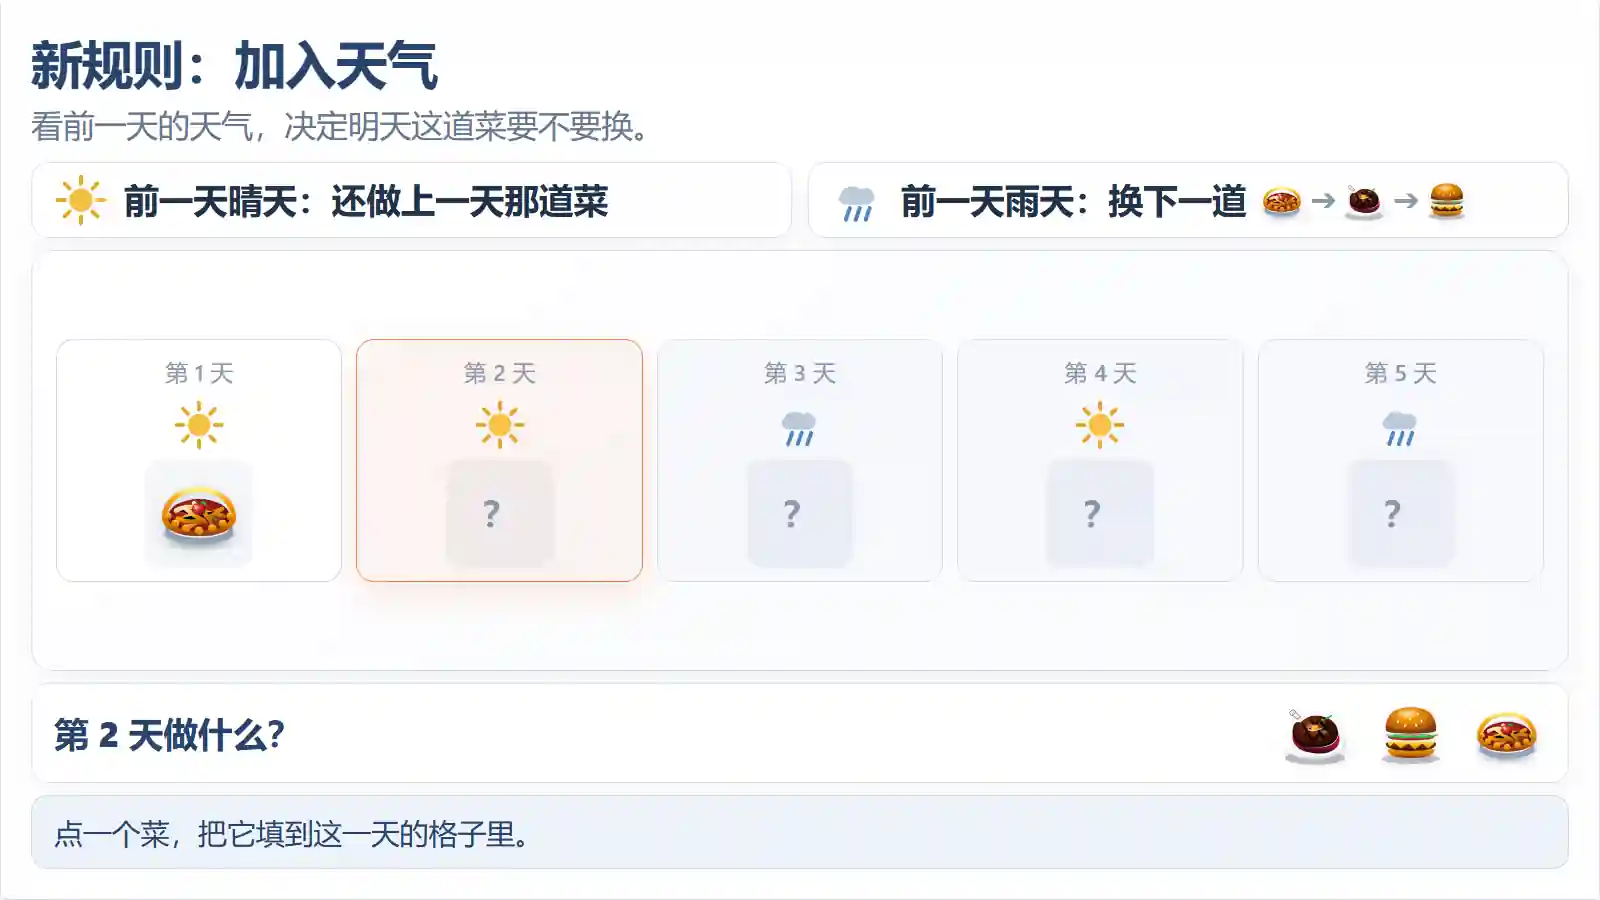 新规则：加入天气
看前一天的天气，决定明天这道菜要不要换。
前一天晴天：还做上一天那道菜
前一天雨天：换下一道 → →
第 1 天
第 2 天
第 3 天
第 4 天
第 5 天
?
?
?
?
第 2 天做什么？
点一个菜，把它填到这一天的格子里。